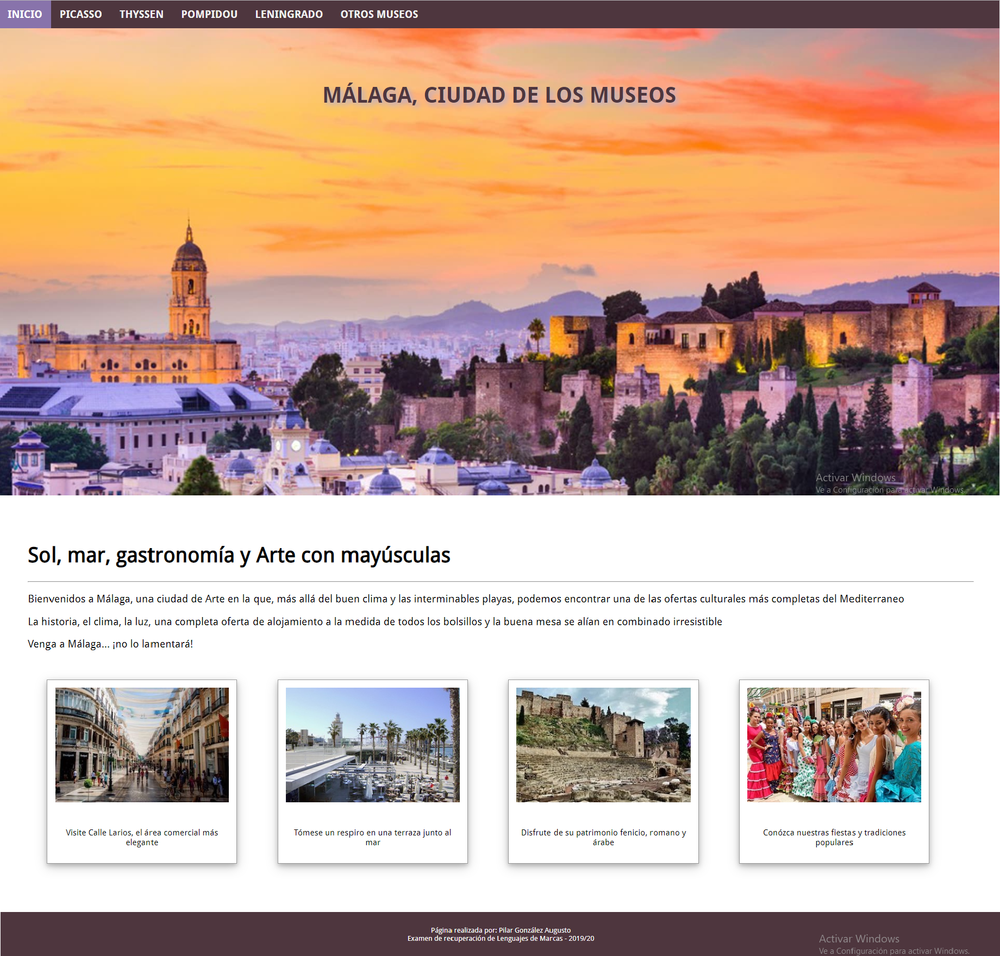 INICIO PICASSO THYSSEN POMPIDOU LENINGRADO OTROS MUSEOS
MÁLAGA, CIUDAD DE LOS MUSEOS
Activar Windows
Ve a Configuración para activar Windows.
Sol, mar, gastronomía y Arte con mayúsculas
Bienvenidos a Málaga, una ciudad de Arte en la que, más allá del buen clima y las interminables playas, podemos encontrar una de las ofertas culturales más completas del Mediterraneo
La historia, el clima, la luz, una completa oferta de alojamiento a la medida de todos los bolsillos y la buena mesa se alían en combinado irresistible
Venga a Málaga... ¡no lo lamentará!
Visite Calle Larios, el área comercial más
elegante
Tómese un respiro en una terraza junto al
mar
Disfrute de su patrimonio fenicio, romano y
árabe
Conózca nuestras fiestas y tradiciones
populares
Página realizada por: Pilar González Augusto
Examen de recuperación de Lenguajes de Marcas - 2019/20
Activar Windows
Ve a Configuración para activar Windows.